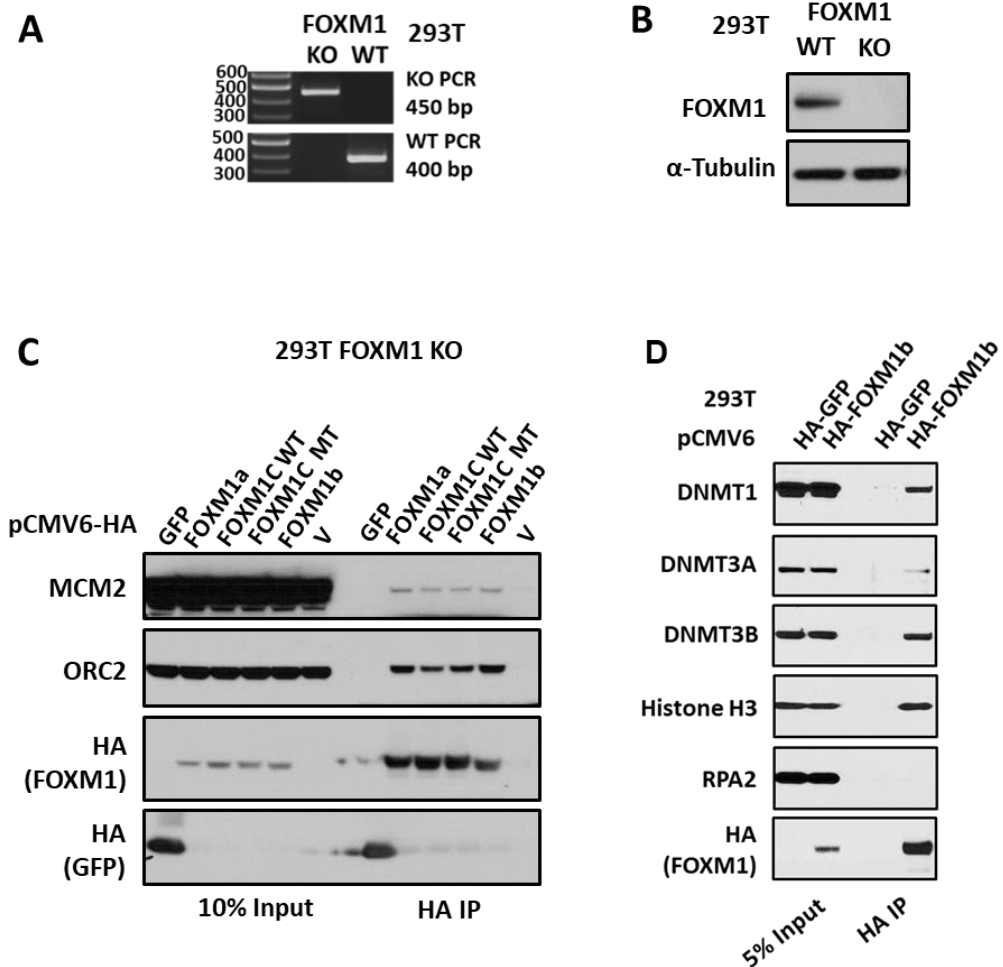 A
FOXM1
KO WT
293T
600
500
400
300
KO PCR
450 bp
500
400
300
WT PCR
400 bp
B
293T
FOXM1
WT KO
FOXM1
α-Tubulin
C
293T FOXM1 KO
pCMV6-HA
GFP
FOXM1a
FOXM1C WT
FOXM1C MT
FOXM1b
V
GFP
FOXM1a
FOXM1C WT
FOXM1C MT
FOXM1b
V
MCM2
ORC2
HA
(FOXM1)
HA
(GFP)
10% Input
HA IP
D
293T
pCMV6
HA-GFP
HA-FOXM1b
HA-GFP
HA-FOXM1b
DNMT1
DNMT3A
DNMT3B
Histone H3
RPA2
HA
(FOXM1)
5% Input
HA IP